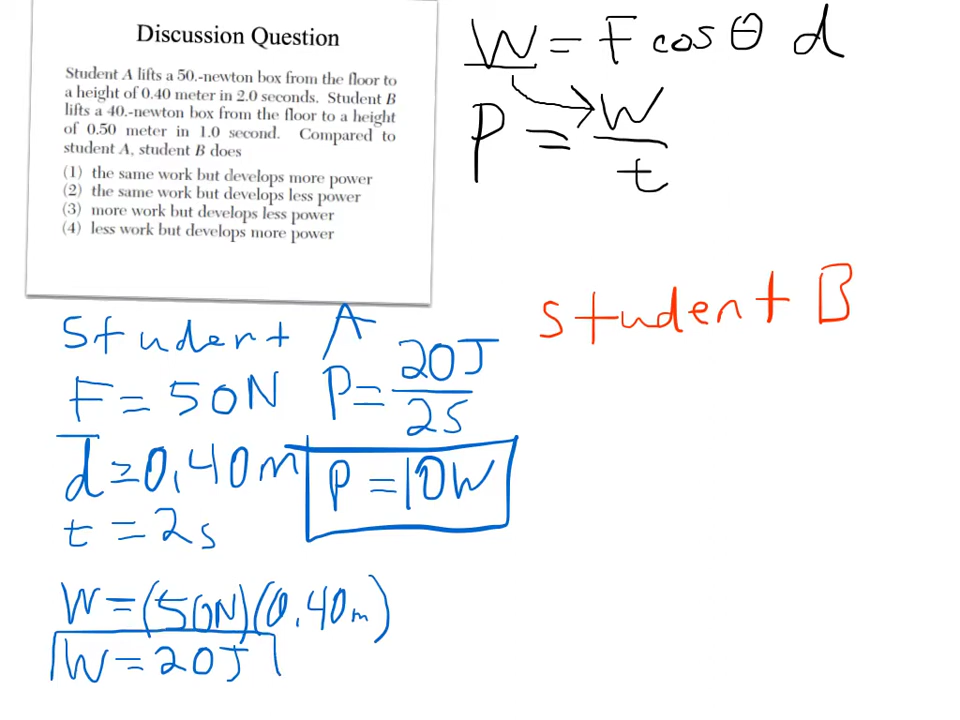 Discussion Question
Student A lifts a 50.-newton box from the floor to
a height of 0.40 meter in 2.0 seconds. Student B
lifts a 40.-newton box from the floor to a height
of 0.50 meter in 1.0 second. Compared to
student A, student B does
(1) the same work but develops more power
(2) the same work but develops less power
(3) more work but develops less power
(4) less work but develops more power
W = F cos θ d
P = W/t
Student A
F = 50N
d = 0.40m
t = 2s
W = (50N)(0.40m)
W = 20J
P = 20J/2S
P = 10W
Student B